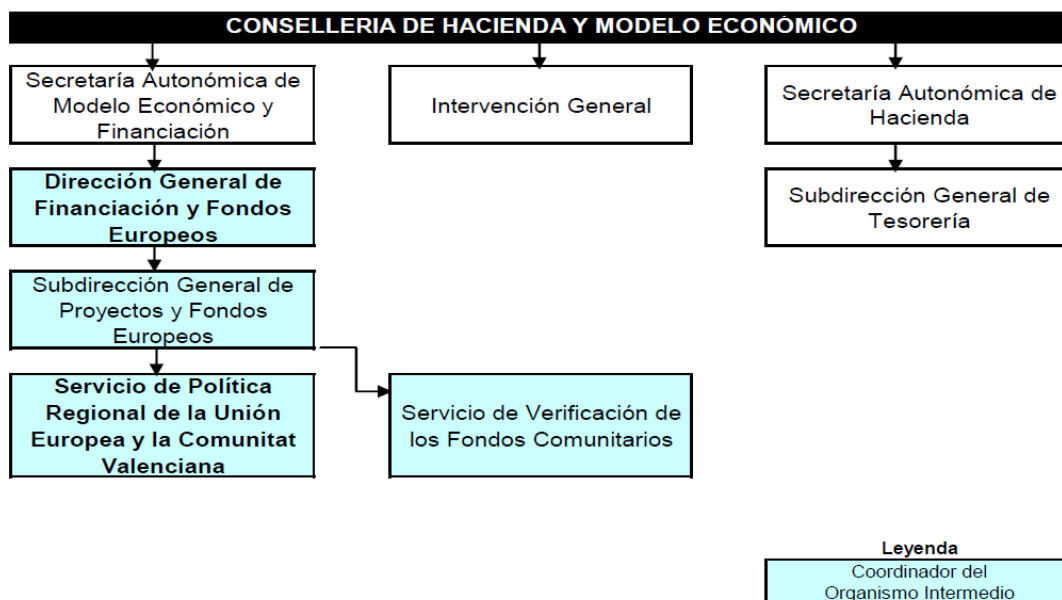 CONSELLERIA DE HACIENDA Y MODELO ECONÓMICO
Secretaría Autonómica de
Modelo Económico y
Financiación
Intervención General
Secretaría Autonómica de
Hacienda
Dirección General de
Financiación y Fondos
Europeos
Subdirección General de
Tesorería
Subdirección General de
Proyectos y Fondos
Europeos
Servicio de Política
Regional de la Unión
Europea y la Comunitat
Valenciana
Servicio de Verificación de
los Fondos Comunitarios
Leyenda
Coordinador del
Organismo Intermedio